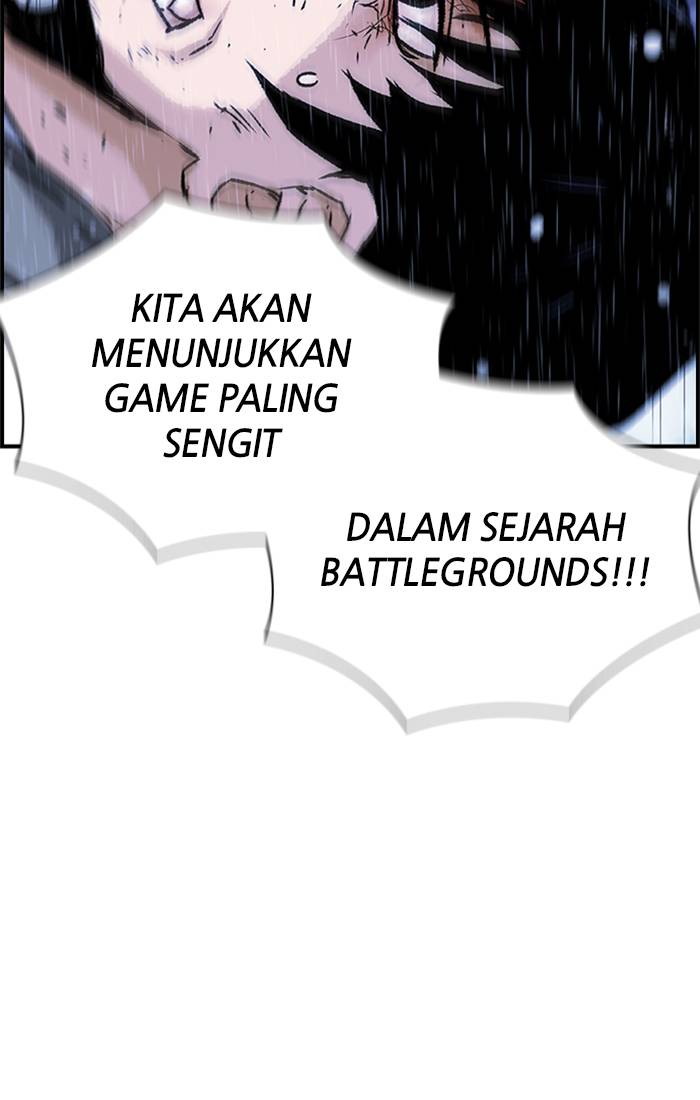 KITA AKAN
MENUNJUKKAN
GAME PALING
SENGIT
DALAM SEJARAH
BATTLEGROUNDS!!!